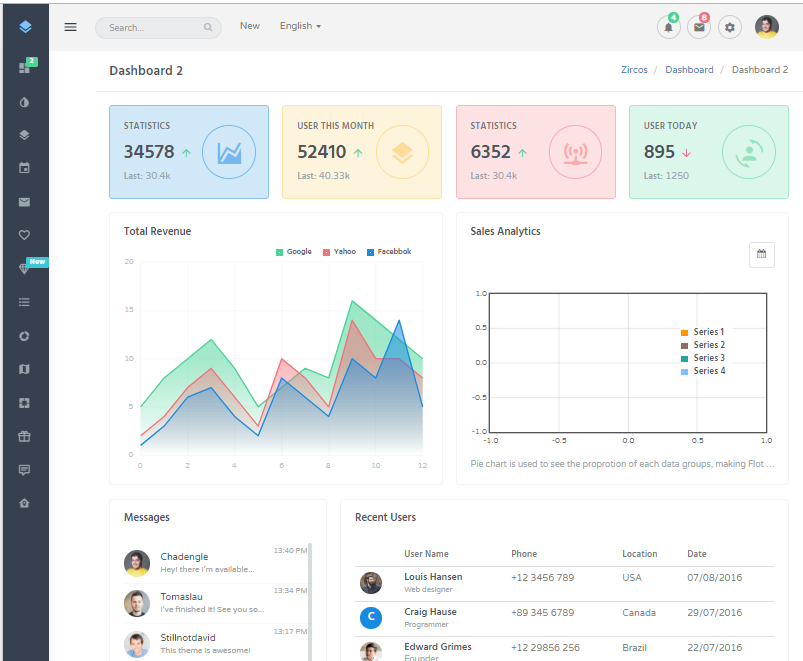 Search...
New
English
4
8
2
New
Dashboard 2
Zircos / Dashboard / Dashboard 2
STATISTICS
34578
Last: 30.4k
USER THIS MONTH
52410
Last: 40.33k
STATISTICS
6352
Last: 30.4k
USER TODAY
895
Last: 1250
Total Revenue
Google Yahoo Facebbok
20
15
10
5
0
0 2 4 6 8 10 12
Sales Analytics
1.0
0.5
0.0
-0.5
-1.0
-1.0 -0.5 0.0 0.5 1.0
Series 1
Series 2
Series 3
Series 4
Pie chart is used to see the proprotion of each data groups, making Flot ...
Messages
Chadengle 13:40 PM
Hey! there I'm available...
Tomaslau 13:34 PM
I've finished it! See you so...
Stillnotdavid 13:17 PM
This theme is awesome!
Recent Users
User Name Phone Location Date
Louis Hansen +12 3456 789 USA 07/08/2016
Web designer
C
Craig Hause +89 345 6789 Canada 29/07/2016
Programmer
Edward Grimes +12 29856 256 Brazil 22/07/2016
Founder